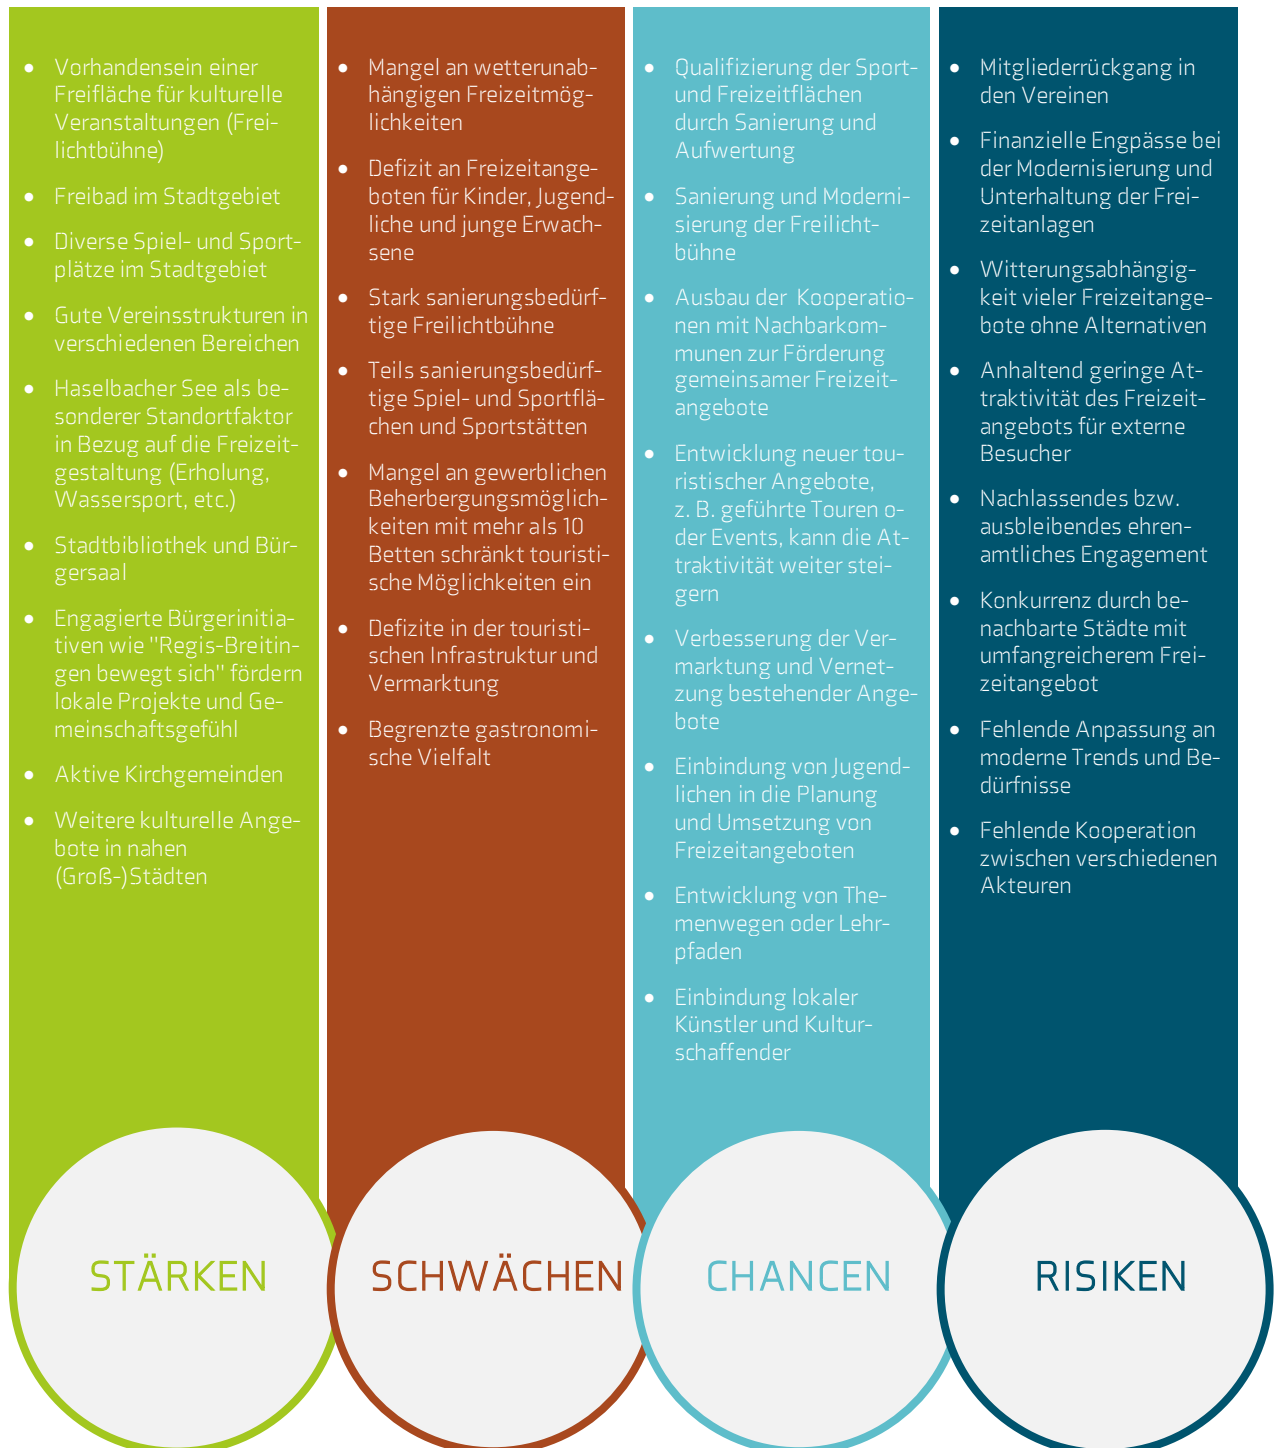 Vorhandensein einer
Freifläche für kulturelle
Veranstaltungen (Frei-
lichtbühne)
Freibad im Stadtgebiet
Diverse Spiel- und Sport-
plätze im Stadtgebiet
Gute Vereinsstrukturen in
verschiedenen Bereichen
Haselbacher See als be-
sonderer Standortfaktor
in Bezug auf die Freizeit-
gestaltung (Erholung,
Wassersport, etc.)
Stadtbibliothek und Bür-
gersaal
Engagierte Bürgerinitia-
tiven wie "Regis-Breitin-
gen bewegt sich" fördern
lokale Projekte und Ge-
meinschaftsgefühl
Aktive Kirchgemeinden
Weitere kulturelle Ange-
bote in nahen
(Groß-)Städten
STÄRKEN
Mangel an wetterunab-
hängigen Freizeitmög-
lichkeiten
Defizit an Freizeitange-
boten für Kinder, Jugend-
liche und junge Erwach-
sene
Stark sanierungsbedürf-
tige Freilichtbühne
Teils sanierungsbedürf-
tige Spiel- und Sportflä-
chen und Sportstätten
Mangel an gewerblichen
Beherbergungsmöglich-
keiten mit mehr als 10
Betten schränkt touristi-
sche Möglichkeiten ein
Defizite in der touristi-
schen Infrastruktur und
Vermarktung
Begrenzte gastronomi-
sche Vielfalt
SCHWÄCHEN
Qualifizierung der Sport-
und Freizeitflächen
durch Sanierung und
Aufwertung
Sanierung und Moderni-
sierung der Freilicht-
bühne
Ausbau der Kooperatio-
nen mit Nachbarkom-
munen zur Förderung
gemeinsamer Freizeit-
angebote
Entwicklung neuer tou-
ristischer Angebote,
z. B. geführte Touren o-
der Events, kann die At-
traktivität weiter stei-
gern
Verbesserung der Ver-
marktung und Vernet-
zung bestehender Ange-
bote
Einbindung von Jugend-
lichen in die Planung
und Umsetzung von
Freizeitangeboten
Entwicklung von The-
menwegen oder Lehr-
pfaden
Einbindung lokaler
Künstler und Kultur-
schaffender
CHANCEN
Mitgliederrückgang in
den Vereinen
Finanzielle Engpässe bei
der Modernisierung und
Unterhaltung der Frei-
zeitanlagen
Witterungsabhängig-
keit vieler Freizeitange-
bote ohne Alternativen
Anhaltend geringe At-
traktivität des Freizeit-
angebots für externe
Besucher
Nachlassendes bzw.
ausbleibendes ehren-
amtliches Engagement
Konkurrenz durch be-
nachbarte Städte mit
umfangreicherem Frei-
zeitangebot
Fehlende Anpassung an
moderne Trends und Be-
dürfnisse
Fehlende Kooperation
zwischen verschiedenen
Akteuren
RISIKEN